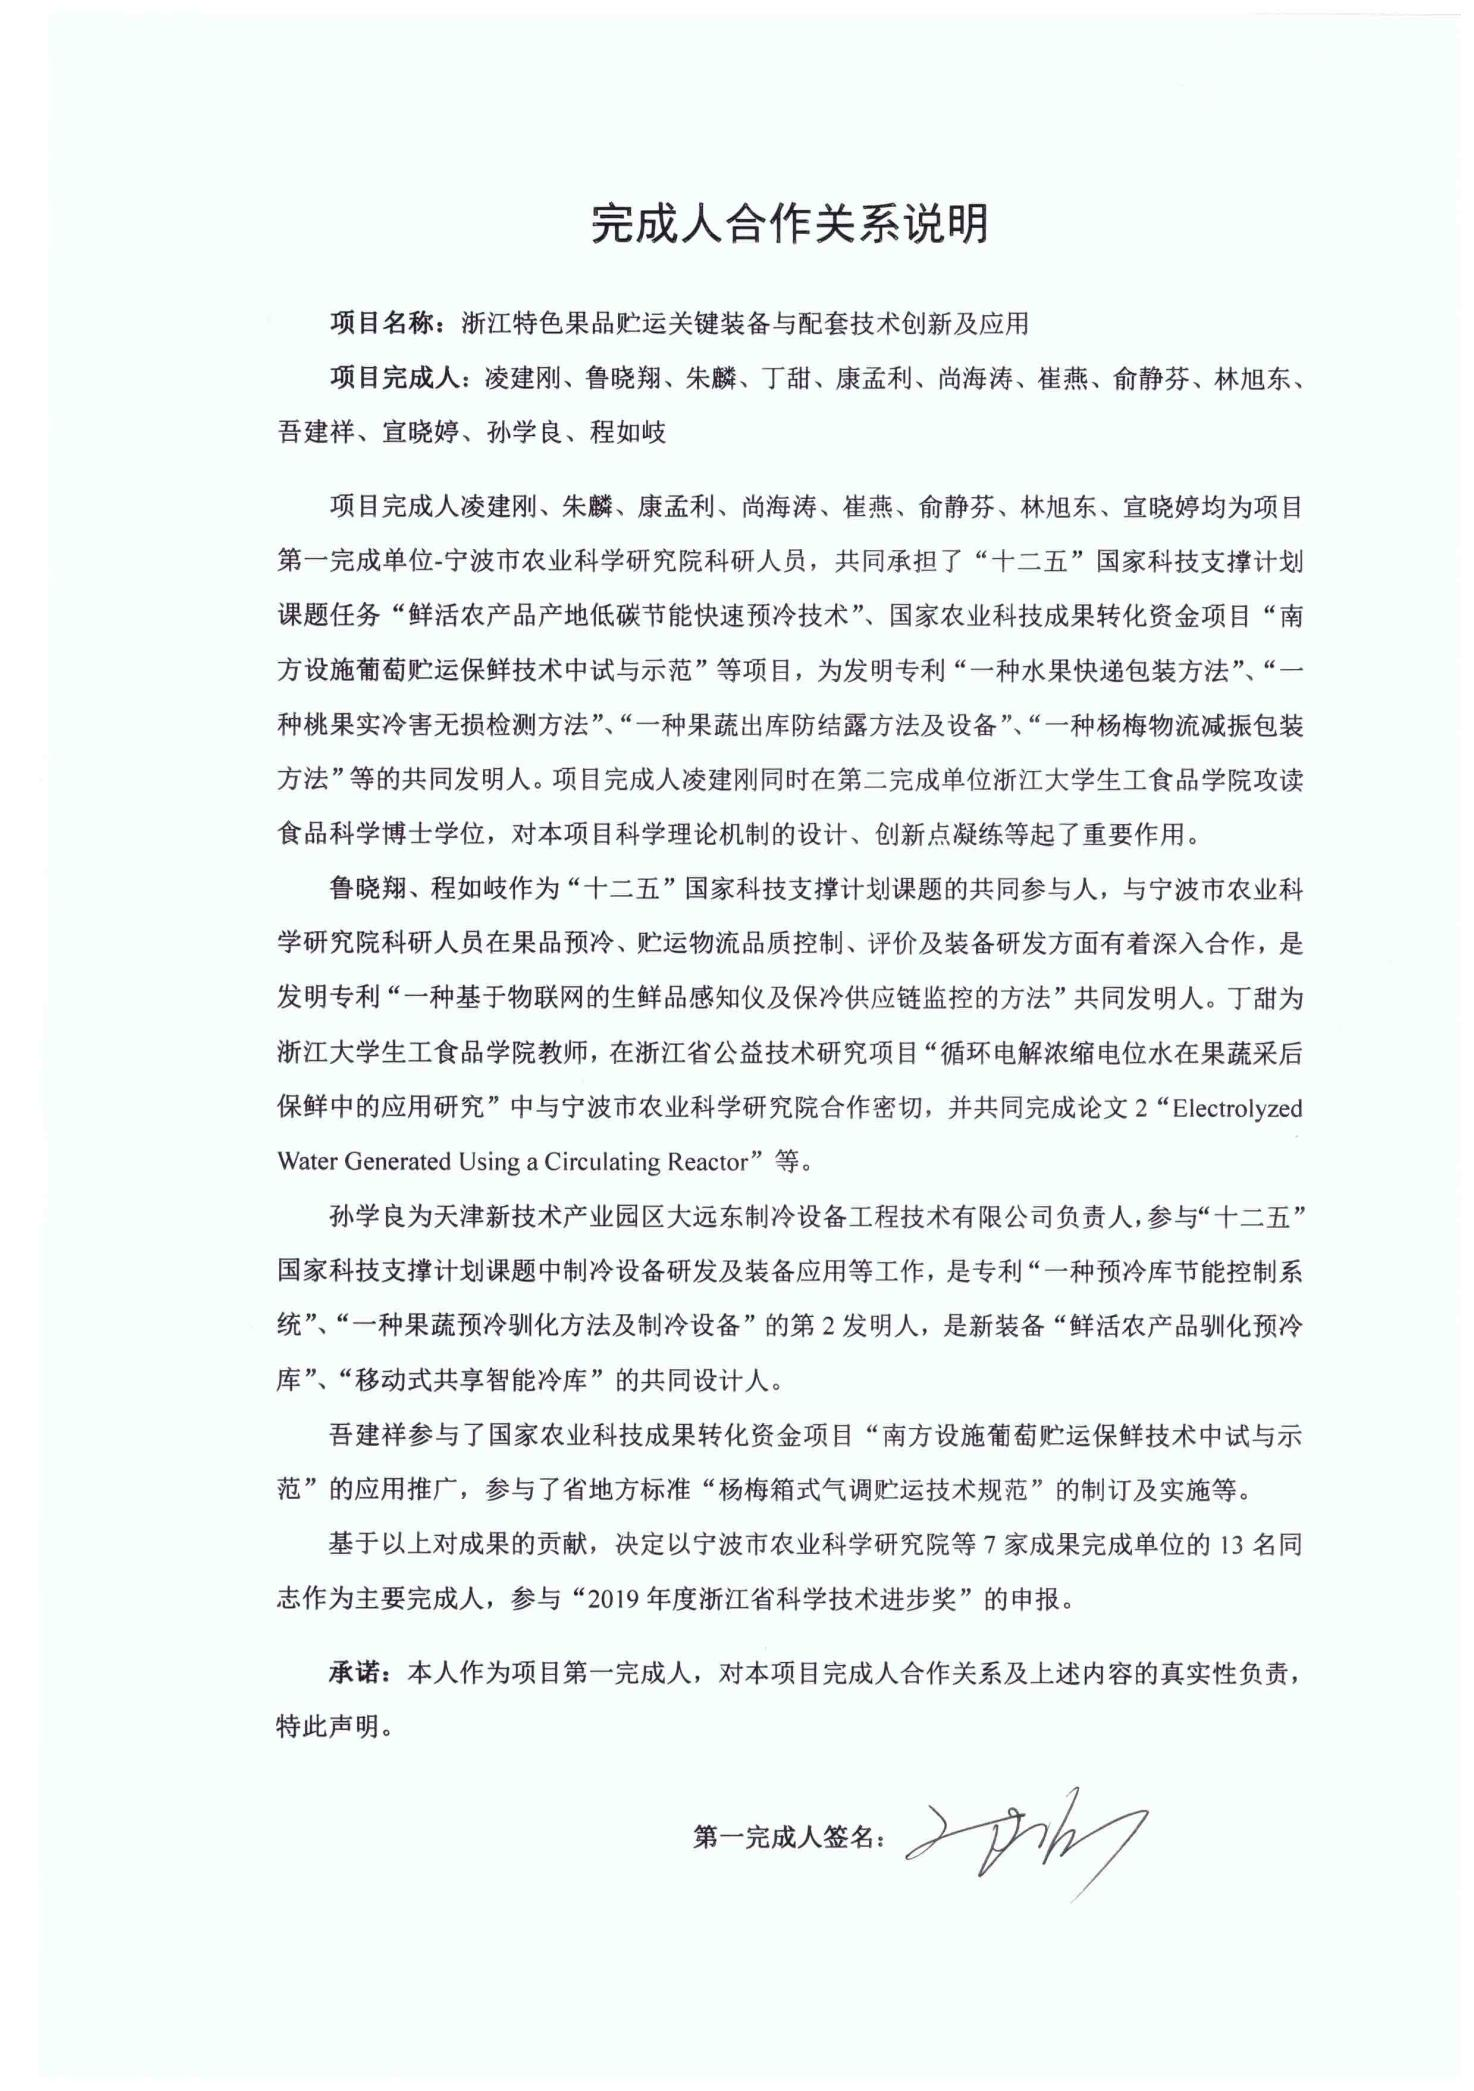 完成人合作关系说明
项目名称：浙江特色果品贮运关键装备与配套技术创新及应用
项目完成人：凌建刚、鲁晓翔、朱麟、丁甜、康孟利、尚海涛、崔燕、俞静芬、林旭东、
吾建祥、宣晓婷、孙学良、程如岐
项目完成人凌建刚、朱麟、康孟利、尚海涛、崔燕、俞静芬、林旭东、宣晓婷均为项目
第一完成单位-宁波市农业科学研究院科研人员，共同承担了“十二五”国家科技支撑计划
课题任务“鲜活农产品产地低碳节能快速预冷技术”、国家农业科技成果转化资金项目“南
方设施葡萄贮运保鲜技术中试与示范”等项目，为发明专利“一种水果快递包装方法”、“一
种桃果实冷害无损检测方法”、“一种果蔬出库防结露方法及设备”、“一种杨梅物流减振包装
方法”等的共同发明人。项目完成人凌建刚同时在第二完成单位浙江大学生工食品学院攻读
食品科学博士学位，对本项目科学理论机制的设计、创新点凝练等起了重要作用。
鲁晓翔、程如岐作为“十二五”国家科技支撑计划课题的共同参与人，与宁波市农业科
学研究院科研人员在果品预冷、贮运物流品质控制、评价及装备研发方面有着深入合作，是
发明专利“一种基于物联网的生鲜品感知仪及保冷供应链监控的方法”共同发明人。丁甜为
浙江大学生工食品学院教师，在浙江省公益技术研究项目“循环电解浓缩电位水在果蔬采后
保鲜中的应用研究”中与宁波市农业科学研究院合作密切，并共同完成论文 2“Electrolyzed
Water Generated Using a Circulating Reactor”等。
孙学良为天津新技术产业园区大远东制冷设备工程技术有限公司负责人，参与“十二五”
国家科技支撑计划课题中制冷设备研发及装备应用等工作，是专利“一种预冷库节能控制系
统”、“一种果蔬预冷驯化方法及制冷设备”的第 2 发明人，是新装备“鲜活农产品驯化预冷
库”、“移动式共享智能冷库”的共同设计人。
吾建祥参与了国家农业科技成果转化资金项目“南方设施葡萄贮运保鲜技术中试与示
范”的应用推广，参与了省地方标准“杨梅箱式气调贮运技术规范”的制订及实施等。
基于以上对成果的贡献，决定以宁波市农业科学研究院等 7 家成果完成单位的 13 名同
志作为主要完成人，参与“2019 年度浙江省科学技术进步奖”的申报。
承诺：本人作为项目第一完成人，对本项目完成人合作关系及上述内容的真实性负责，
特此声明。
第一完成人签名：